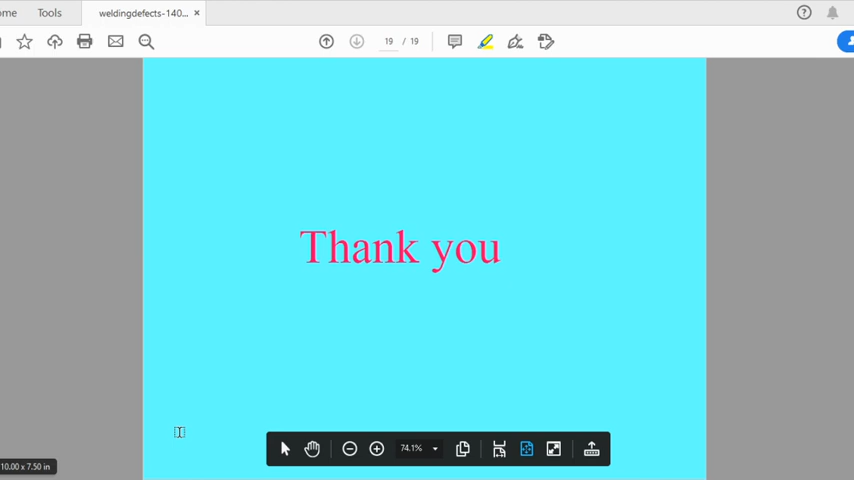 ome Tools weldingdefects-140... ×
19 / 19
Thank you
74.1%
10.00 x 7.50 in